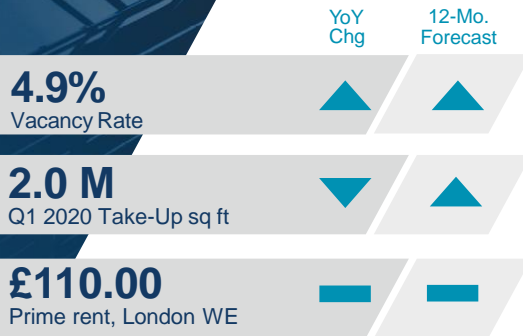 YoY
Chg
12-Mo.
Forecast
4.9%
Vacancy Rate
2.0 M
Q1 2020 Take-Up sq ft
£110.00
Prime rent, London WE